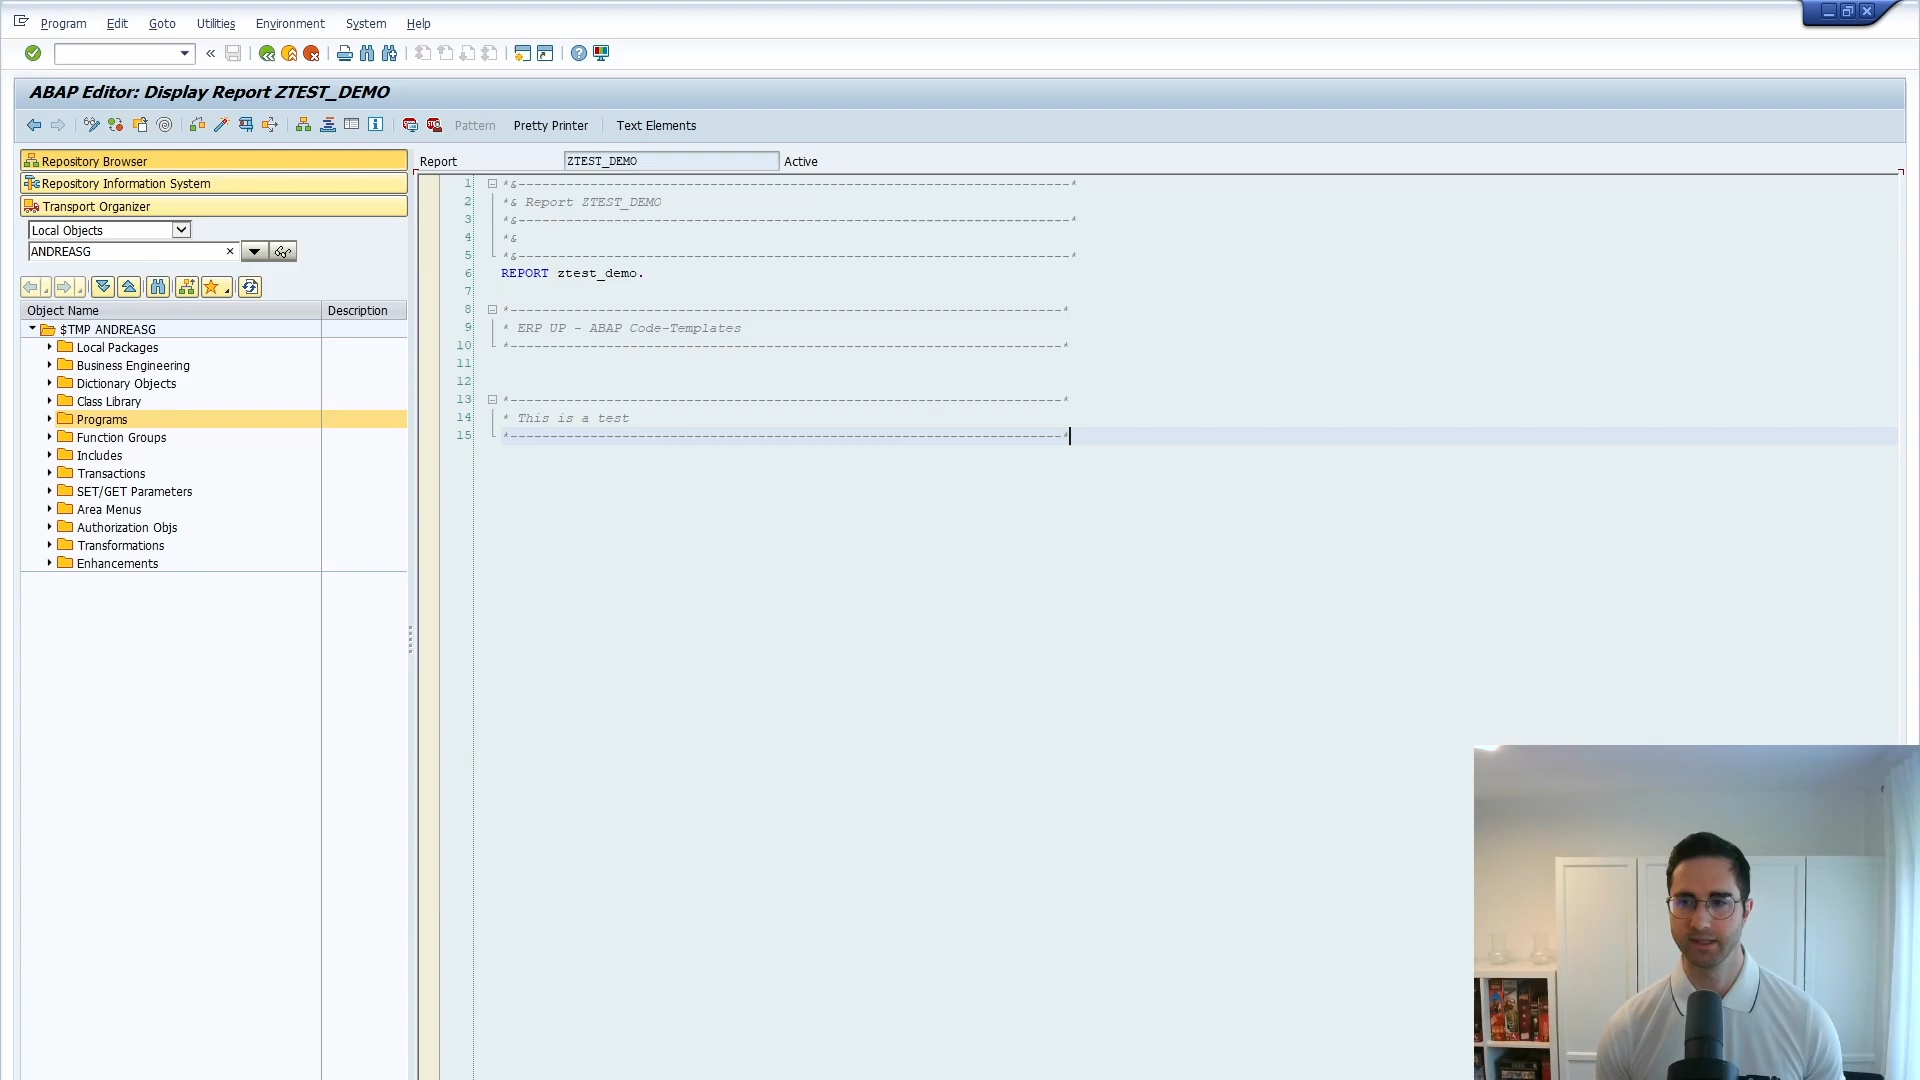 Program Edit Goto Utilities Environment System Help
ABAP Editor: Display Report ZTEST_DEMO
Pattern Pretty Printer Text Elements
Repository Browser
Repository Information System
Transport Organizer
Local Objects
ANDREASG
Object Name Description
$TMP ANDREASG
Local Packages
Business Engineering
Dictionary Objects
Class Library
Programs
Function Groups
Includes
Transactions
SET/GET Parameters
Area Menus
Authorization Objs
Transformations
Enhancements
Report ZTEST_DEMO Active
1 *&---------------------------------------------------------------------*
2 *& Report ZTEST_DEMO
3 *&---------------------------------------------------------------------*
4 *&
5 *&---------------------------------------------------------------------*
6 REPORT ztest_demo.
7
8 *---------------------------------------------------------------------*
9 * ERP UP - ABAP Code-Templates
10 *---------------------------------------------------------------------*
11
12
13 *---------------------------------------------------------------------*
14 * This is a test
15 *---------------------------------------------------------------------*